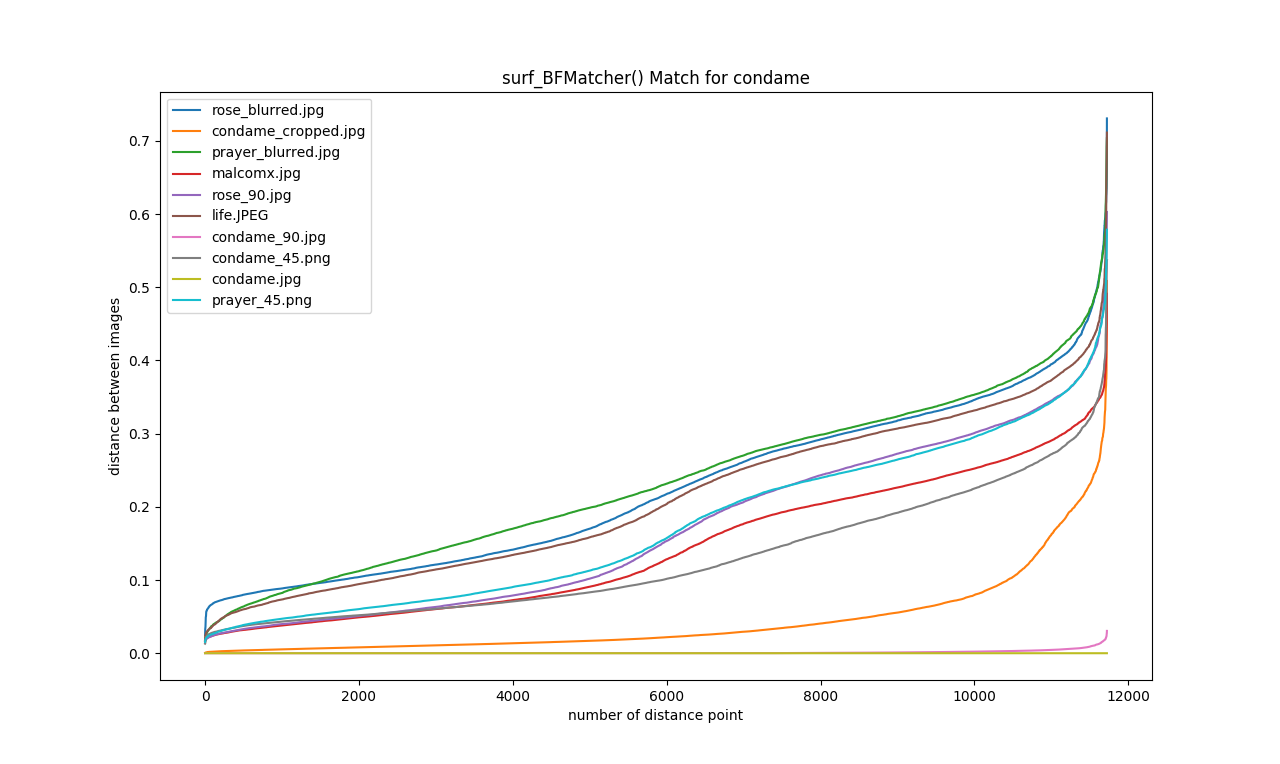 surf_BFMatcher() Match for condame
rose_blurred.jpg
condame_cropped.jpg
prayer_blurred.jpg
malcomx.jpg
rose_90.jpg
life.JPEG
condame_90.jpg
condame_45.png
condame.jpg
prayer_45.png
distance between images
0.7
0.6
0.5
0.4
0.3
0.2
0.1
0.0
0 2000 4000 6000 8000 10000 12000
number of distance point